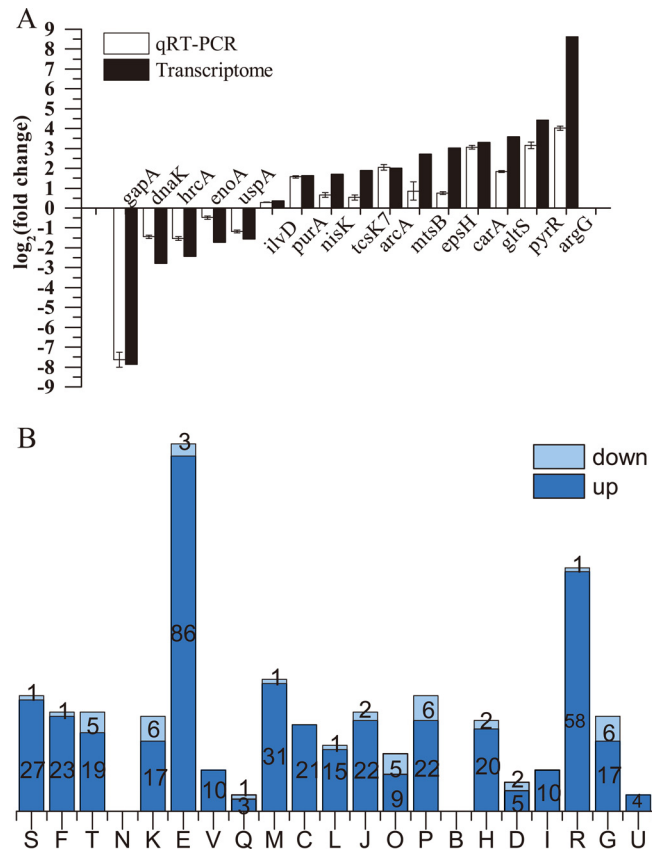 A
9
8
7
6
5
4
3
2
1
0
-1
-2
-3
-4
-5
-6
-7
-8
-9
log2(fold change)
qRT-PCR
Transcriptome
gapA
dnaK
hrcA
enoA
uspA
ilvD
purA
nisK
tcsK7
arcA
mtsB
epsH
carA
gltS
pyrR
argG
B
down
up
1
27
1
23
5
19
6
17
3
86
10
1
3
1
31
21
1
15
2
22
5
9
6
22
2
20
2
5
10
1
58
6
17
4
S F T N K E V Q M C L J O P B H D I R G U